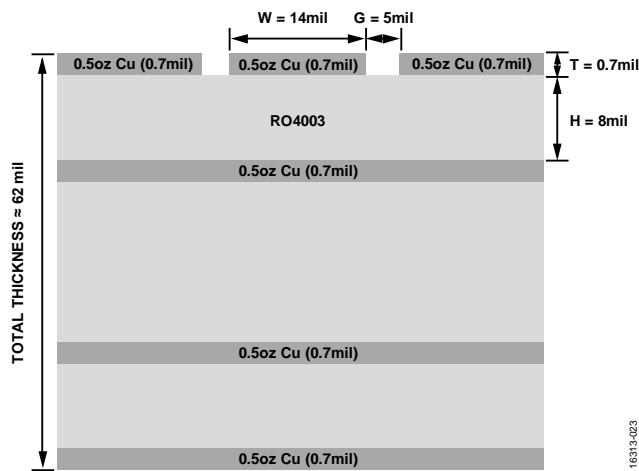 W = 14mil
G = 5mil
0.5oz Cu (0.7mil)
0.5oz Cu (0.7mil)
0.5oz Cu (0.7mil)
T = 0.7mil
RO4003
H = 8mil
0.5oz Cu (0.7mil)
TOTAL THICKNESS ≈ 62 mil
0.5oz Cu (0.7mil)
0.5oz Cu (0.7mil)
16313-023